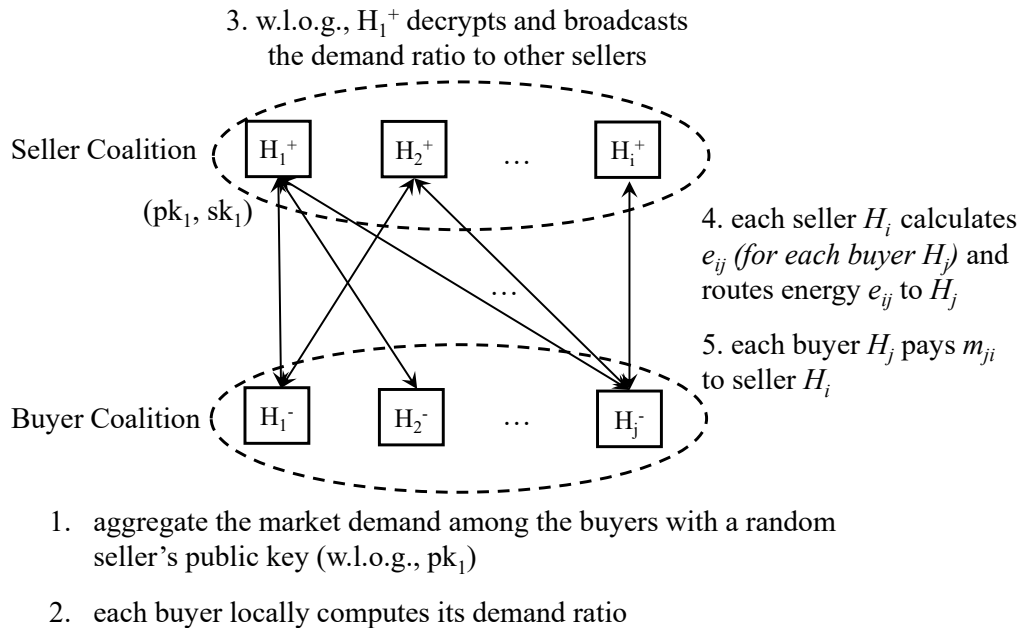 3. w.l.o.g., H₁⁺ decrypts and broadcasts
the demand ratio to other sellers
Seller Coalition
H₁⁺
H₂⁺
...
Hᵢ⁺
(pk₁, sk₁)
4. each seller Hᵢ calculates
eᵢⱼ (for each buyer Hⱼ) and
routes energy eᵢⱼ to Hⱼ
...
5. each buyer Hⱼ pays mⱼᵢ
to seller Hᵢ
Buyer Coalition
H₁⁻
H₂⁻
...
Hⱼ⁻
1. aggregate the market demand among the buyers with a random
seller's public key (w.l.o.g., pk₁)
2. each buyer locally computes its demand ratio